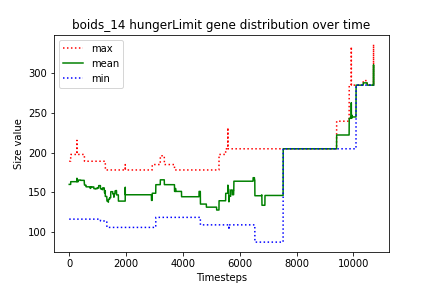 boids_14 hungerLimit gene distribution over time
max
mean
min
Size value
300
250
200
150
100
0
2000
4000
6000
8000
10000
Timesteps